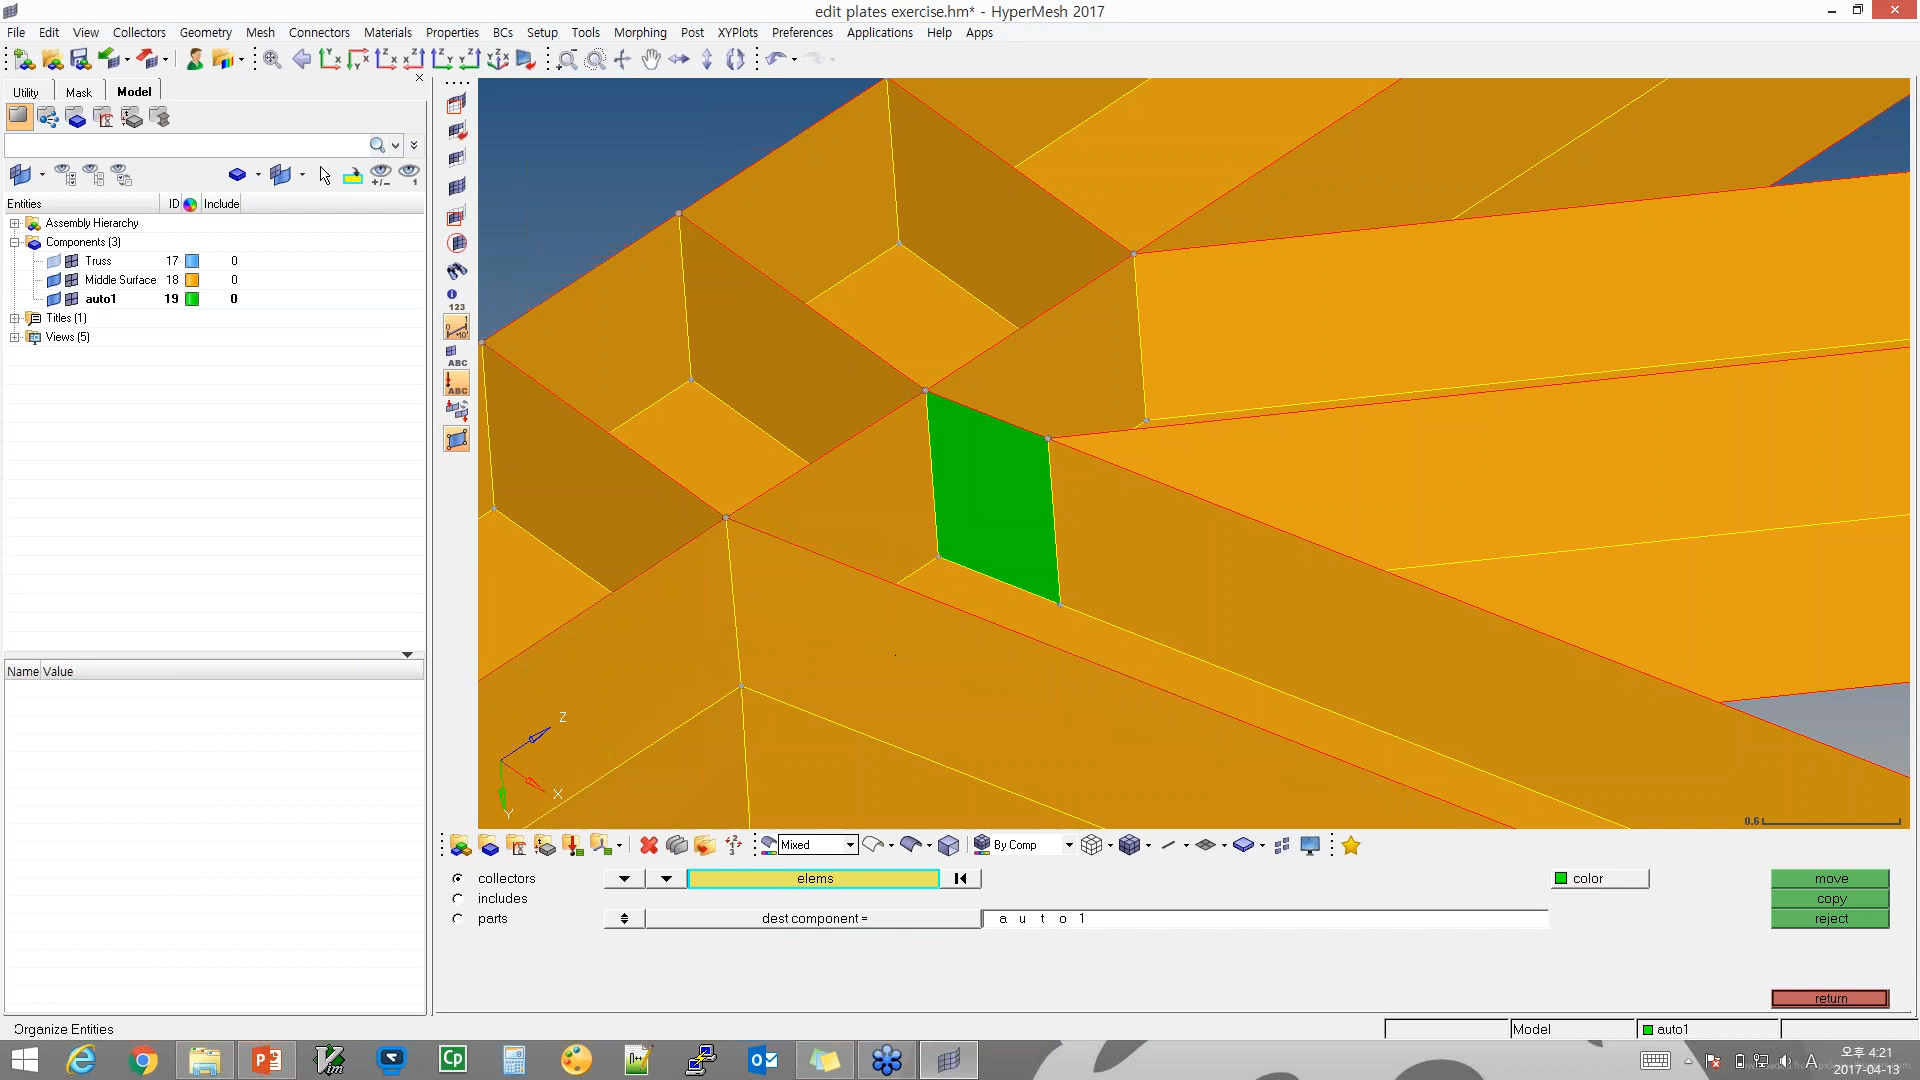 edit plates exercise.hm* - HyperMesh 2017
File Edit View Collectors Geometry Mesh Connectors Materials Properties BCs Setup Tools Morphing Post XYPlots Preferences Applications Help Apps
Utility Mask Model
Entities ID Include
Assembly Hierarchy
Components (3)
Truss 17 0
Middle Surface 18 0
auto1 19 0
Titles (1)
Views (5)
Name Value
123
ABC
ABC
Z
X
Y
0.6
Mixed By Comp
collectors elems color move
includes copy
parts dest component = auto1 reject
return
Organize Entities Model auto1
오후 4:21
2017-04-13